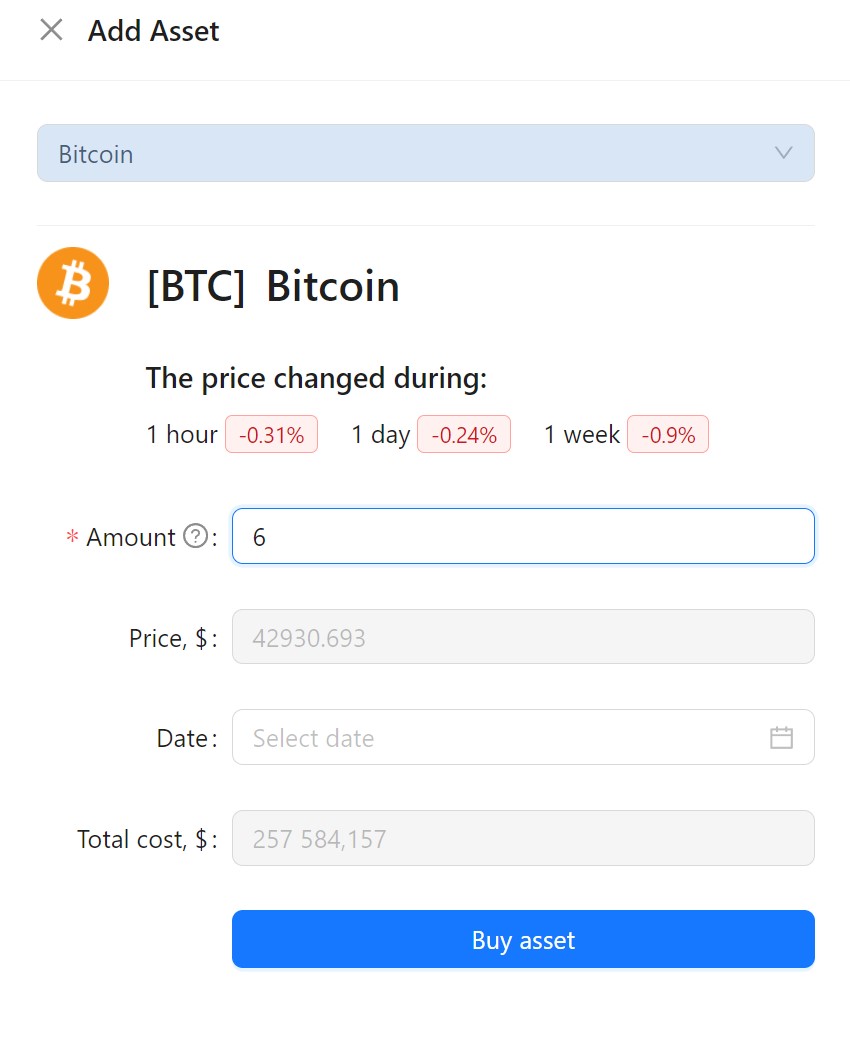 Add Asset
Bitcoin
[BTC] Bitcoin
The price changed during:
1 hour -0.31% 1 day -0.24% 1 week -0.9%
* Amount ? : 6
Price, $ : 42930.693
Date : Select date
Total cost, $ : 257 584,157
Buy asset